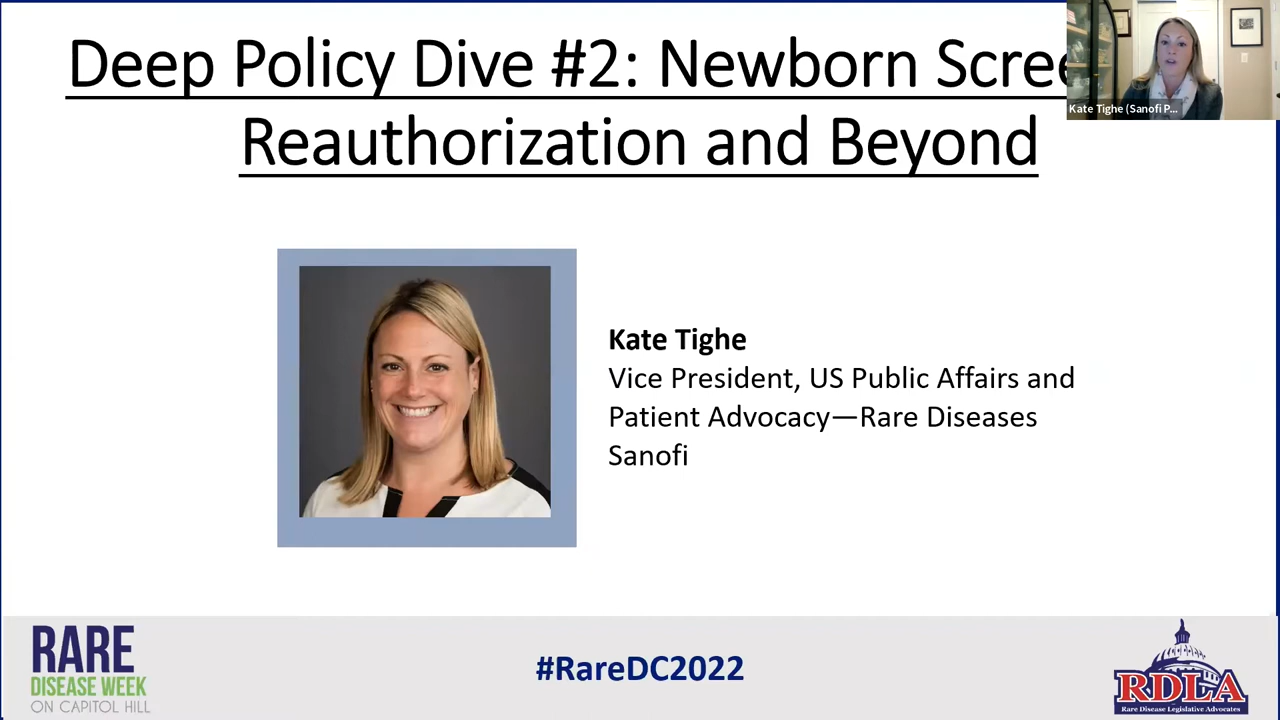 Deep Policy Dive #2: Newborn Scree
Reauthorization and Beyond
Kate Tighe (Sanofi P...
Kate Tighe
Vice President, US Public Affairs and
Patient Advocacy—Rare Diseases
Sanofi
RARE
DISEASE WEEK
ON CAPITOL HILL
#RareDC2022
RDLA
Rare Disease Legislative Advocates